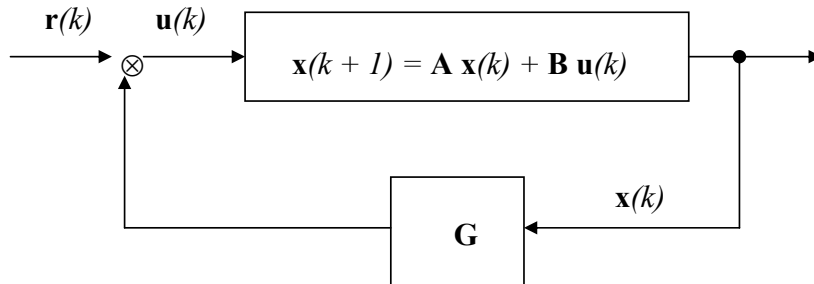 r(k) u(k)
x(k + 1) = A x(k) + B u(k)
x(k)
G